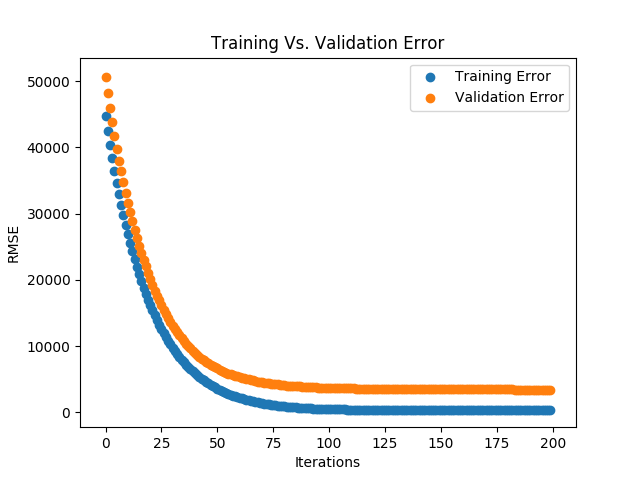 Training Vs. Validation Error
Training Error
Validation Error
50000
40000
30000
20000
10000
0
RMSE
0 25 50 75 100 125 150 175 200
Iterations